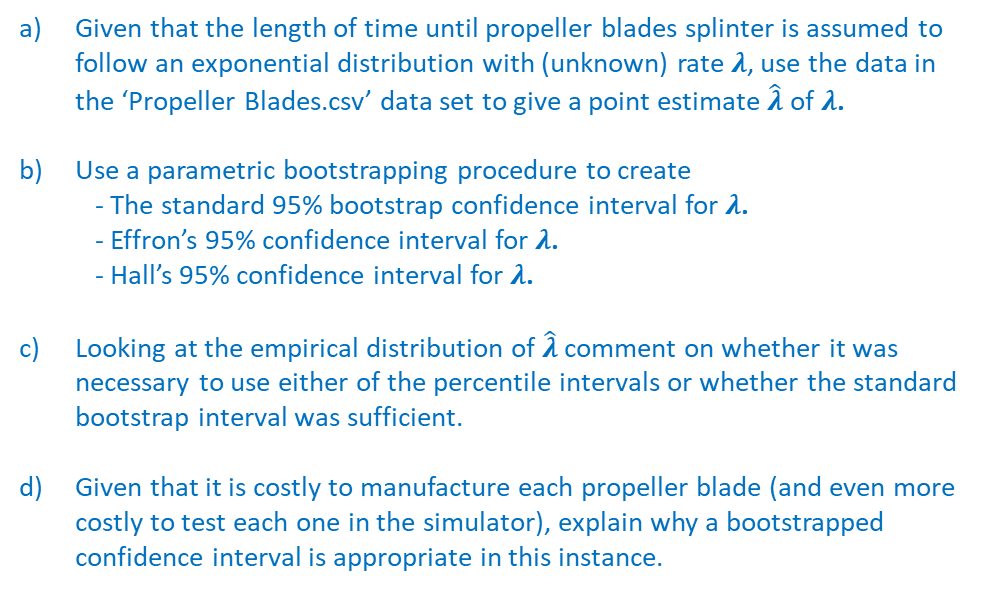 a) Given that the length of time until propeller blades splinter is assumed to
follow an exponential distribution with (unknown) rate λ, use the data in
the ‘Propeller Blades.csv’ data set to give a point estimate λ̂ of λ.
b) Use a parametric bootstrapping procedure to create
- The standard 95% bootstrap confidence interval for λ.
- Effron’s 95% confidence interval for λ.
- Hall’s 95% confidence interval for λ.
c) Looking at the empirical distribution of λ̂ comment on whether it was
necessary to use either of the percentile intervals or whether the standard
bootstrap interval was sufficient.
d) Given that it is costly to manufacture each propeller blade (and even more
costly to test each one in the simulator), explain why a bootstrapped
confidence interval is appropriate in this instance.